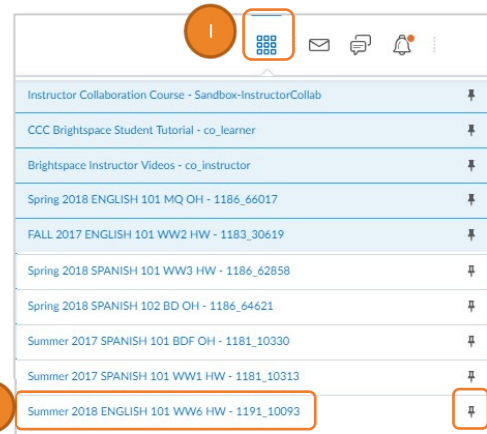 I
Instructor Collaboration Course - Sandbox-InstructorCollab
CCC Brightspace Student Tutorial - co_learner
Brightspace Instructor Videos - co_instructor
Spring 2018 ENGLISH 101 MQ OH - 1186_66017
FALL 2017 ENGLISH 101 WW2 HW - 1183_30619
Spring 2018 SPANISH 101 WW3 HW - 1186_62858
Spring 2018 SPANISH 102 BD OH - 1186_64621
Summer 2017 SPANISH 101 BDF OH - 1181_10330
Summer 2017 SPANISH 101 WW1 HW - 1181_10313
Summer 2018 ENGLISH 101 WW6 HW - 1191_10093